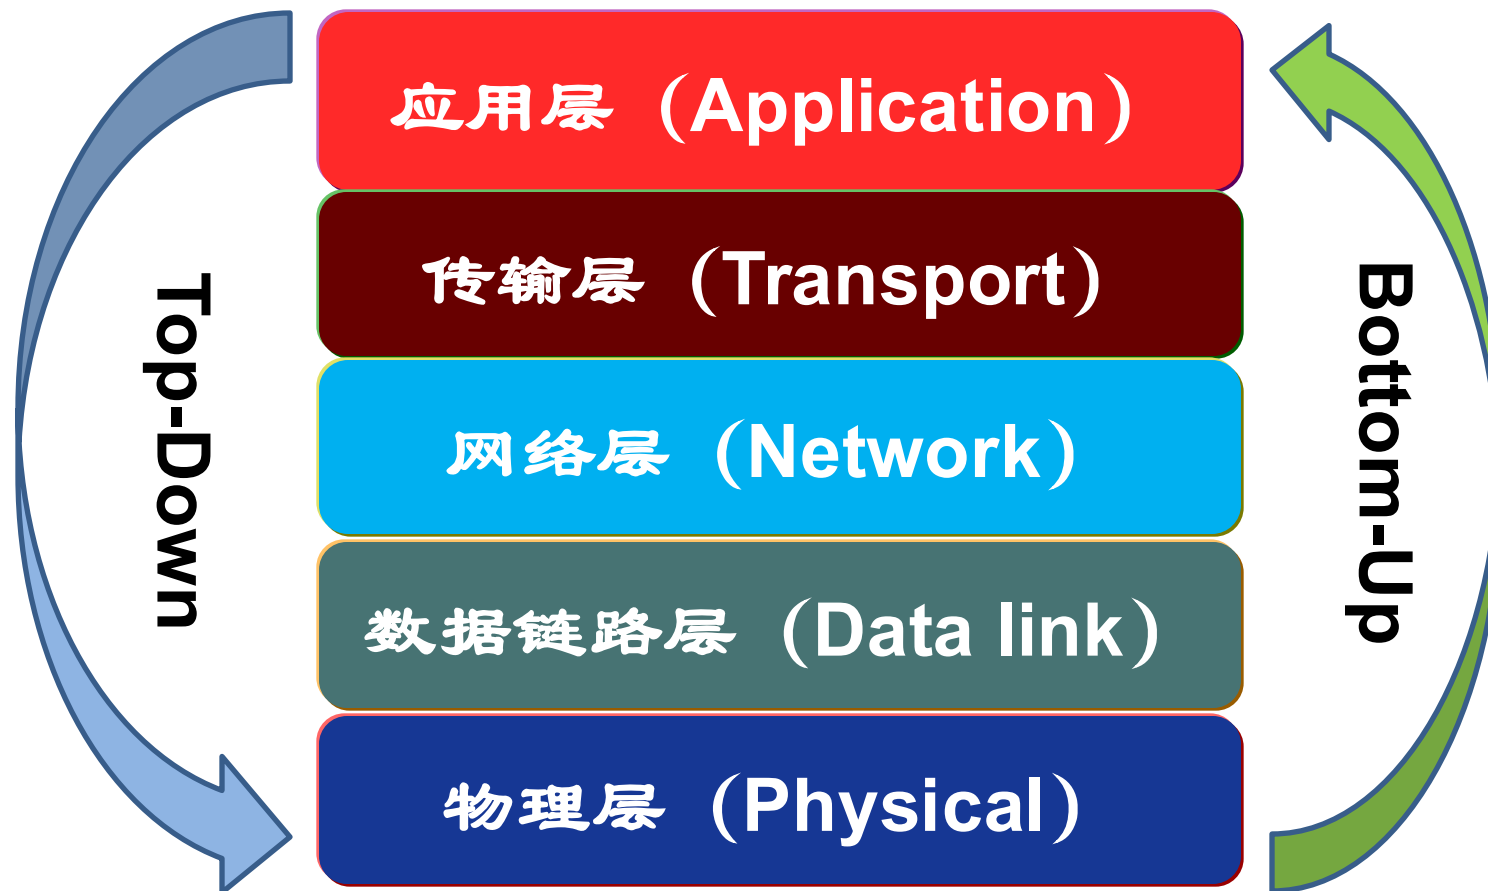 应用层（Application）
传输层（Transport）
网络层（Network）
数据链路层（Data link）
物理层（Physical）
Top-Down
Bottom-Up